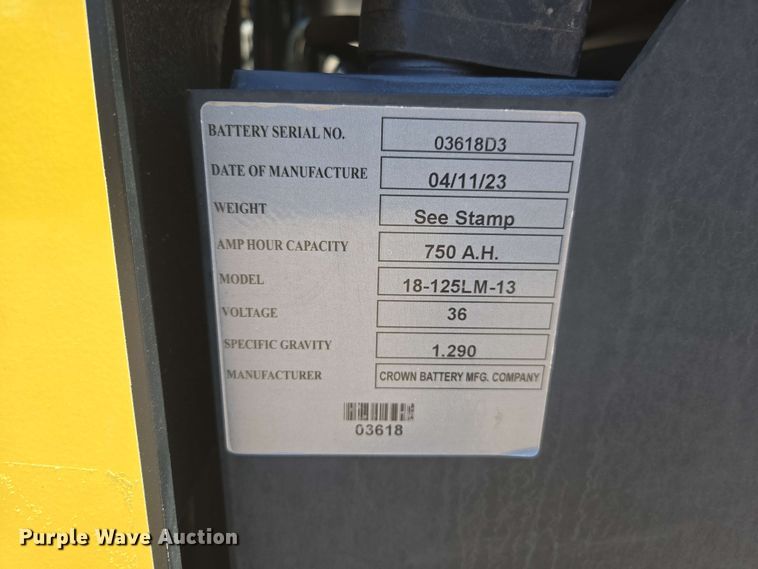 BATTERY SERIAL NO. 03618D3
DATE OF MANUFACTURE 04/11/23
WEIGHT See Stamp
AMP HOUR CAPACITY 750 A.H.
MODEL 18-125LM-13
VOLTAGE 36
SPECIFIC GRAVITY 1.290
MANUFACTURER CROWN BATTERY MFG. COMPANY
03618
Purple Wave Auction